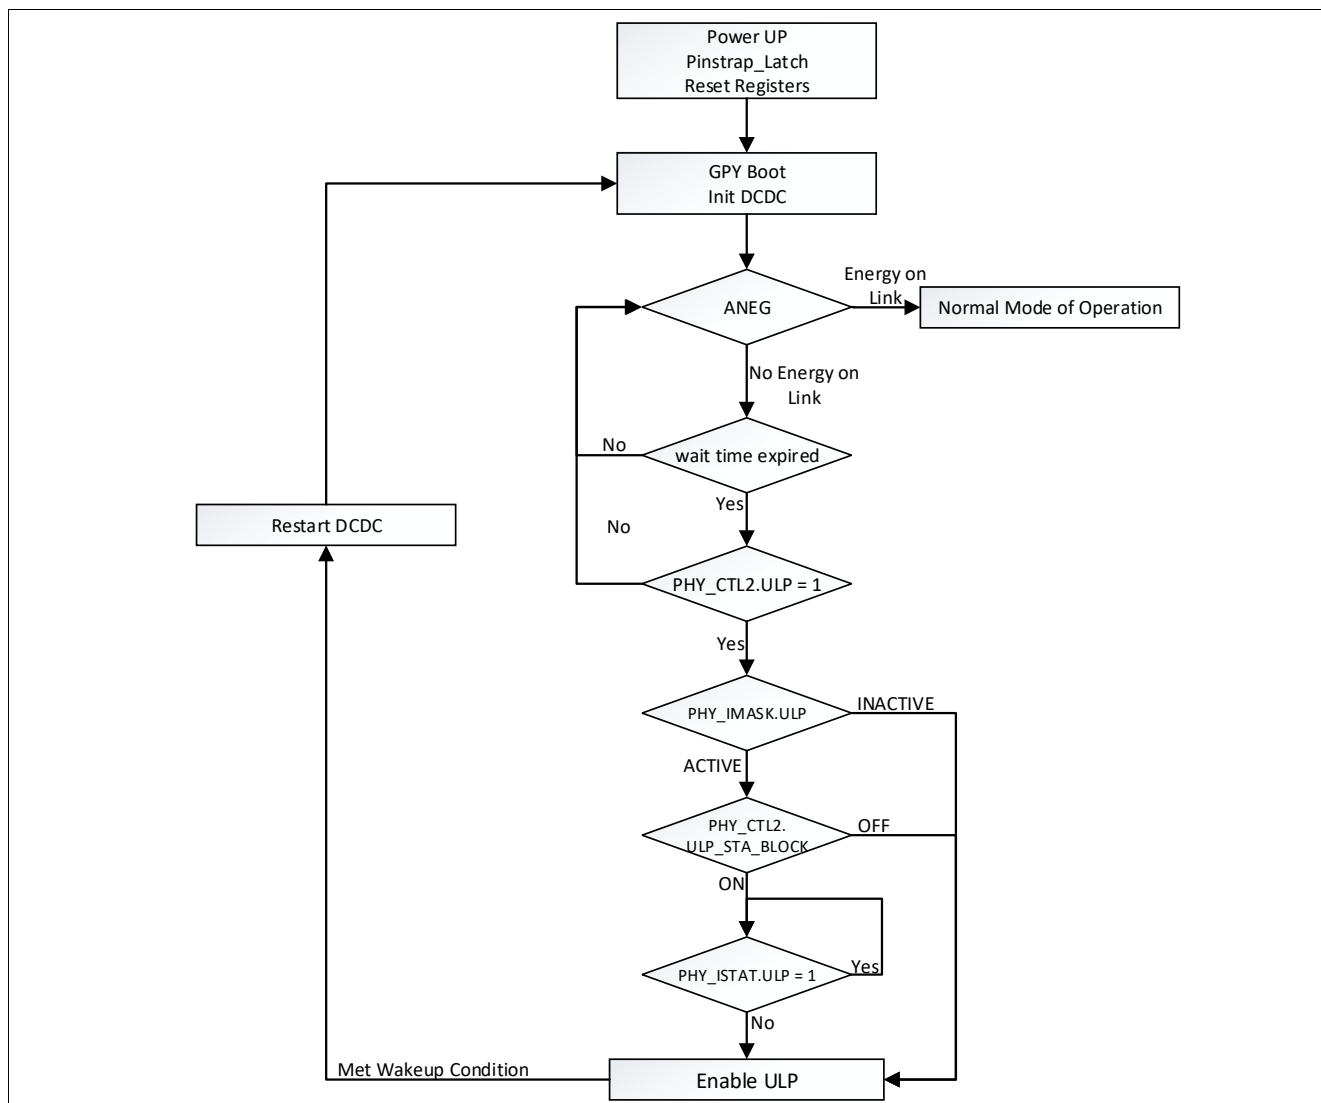 Power UP
Pinstrap_Latch
Reset Registers
GPY Boot
Init DCDC
Energy on
Link
ANEG
Normal Mode of Operation
No Energy on
Link
No
wait time expired
Yes
Restart DCDC
No
PHY_CTL2.ULP = 1
Yes
PHY_IMASK.ULP
INACTIVE
ACTIVE
PHY_CTL2.
ULP_STA_BLOCK
OFF
ON
PHY_ISTAT.ULP = 1
Yes
No
Met Wakeup Condition
Enable ULP